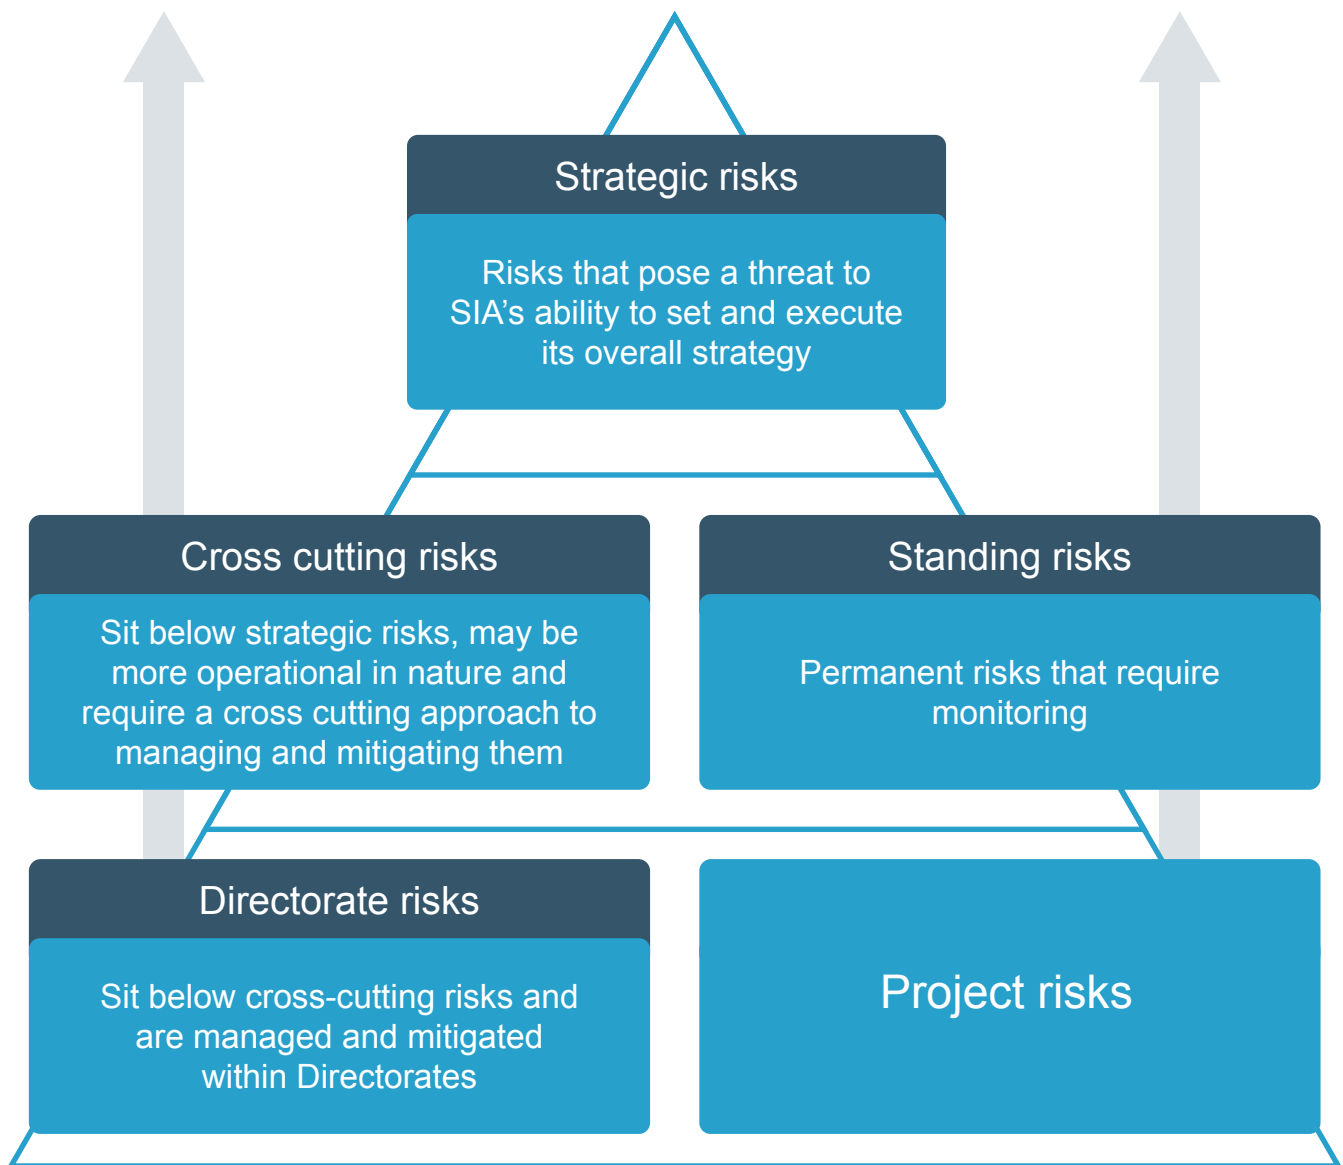 Strategic risks
Risks that pose a threat to
SIA’s ability to set and execute
its overall strategy
Cross cutting risks
Sit below strategic risks, may be
more operational in nature and
require a cross cutting approach to
managing and mitigating them
Standing risks
Permanent risks that require
monitoring
Directorate risks
Sit below cross-cutting risks and
are managed and mitigated
within Directorates
Project risks